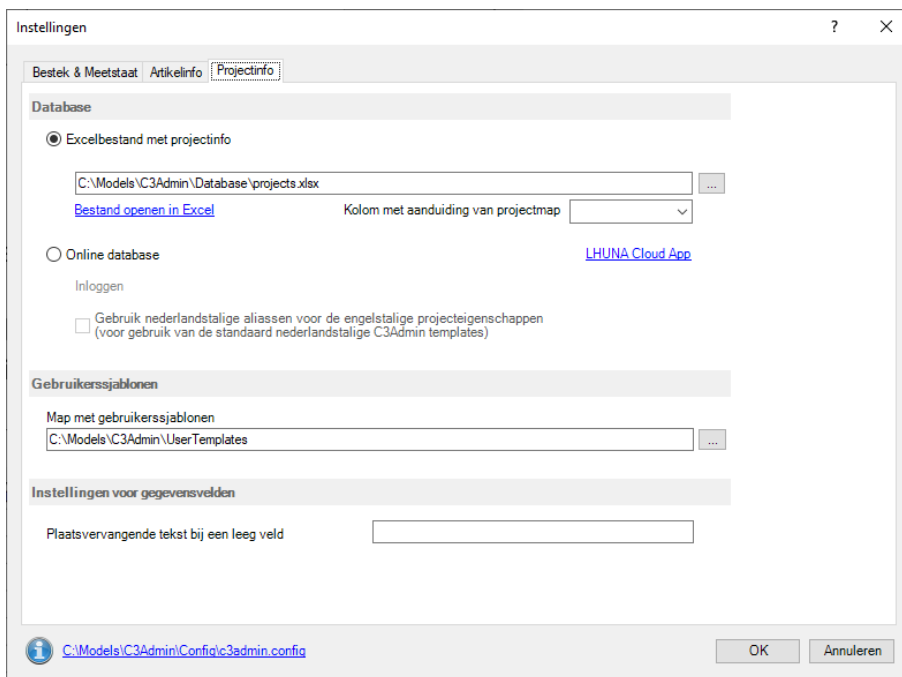 Instellingen ?
Bestek & Meetstaat Artikelinfo Projectinfo
Database
Excelbestand met projectinfo
C:\Models\C3Admin\Database\projects.xlsx ...
Bestand openen in Excel Kolom met aanduiding van projectmap
Online database LHUNA Cloud App
Inloggen
Gebruik nederlandstalige aliassen voor de engelstalige projecteigenschappen
(voor gebruik van de standaard nederlandstalige C3Admin templates)
Gebruikerssjablonen
Map met gebruikerssjablonen
C:\Models\C3Admin\UserTemplates ...
Instellingen voor gegevensvelden
Plaatsvervangende tekst bij een leeg veld
C:\Models\C3Admin\Config\c3admin.config OK Annuleren